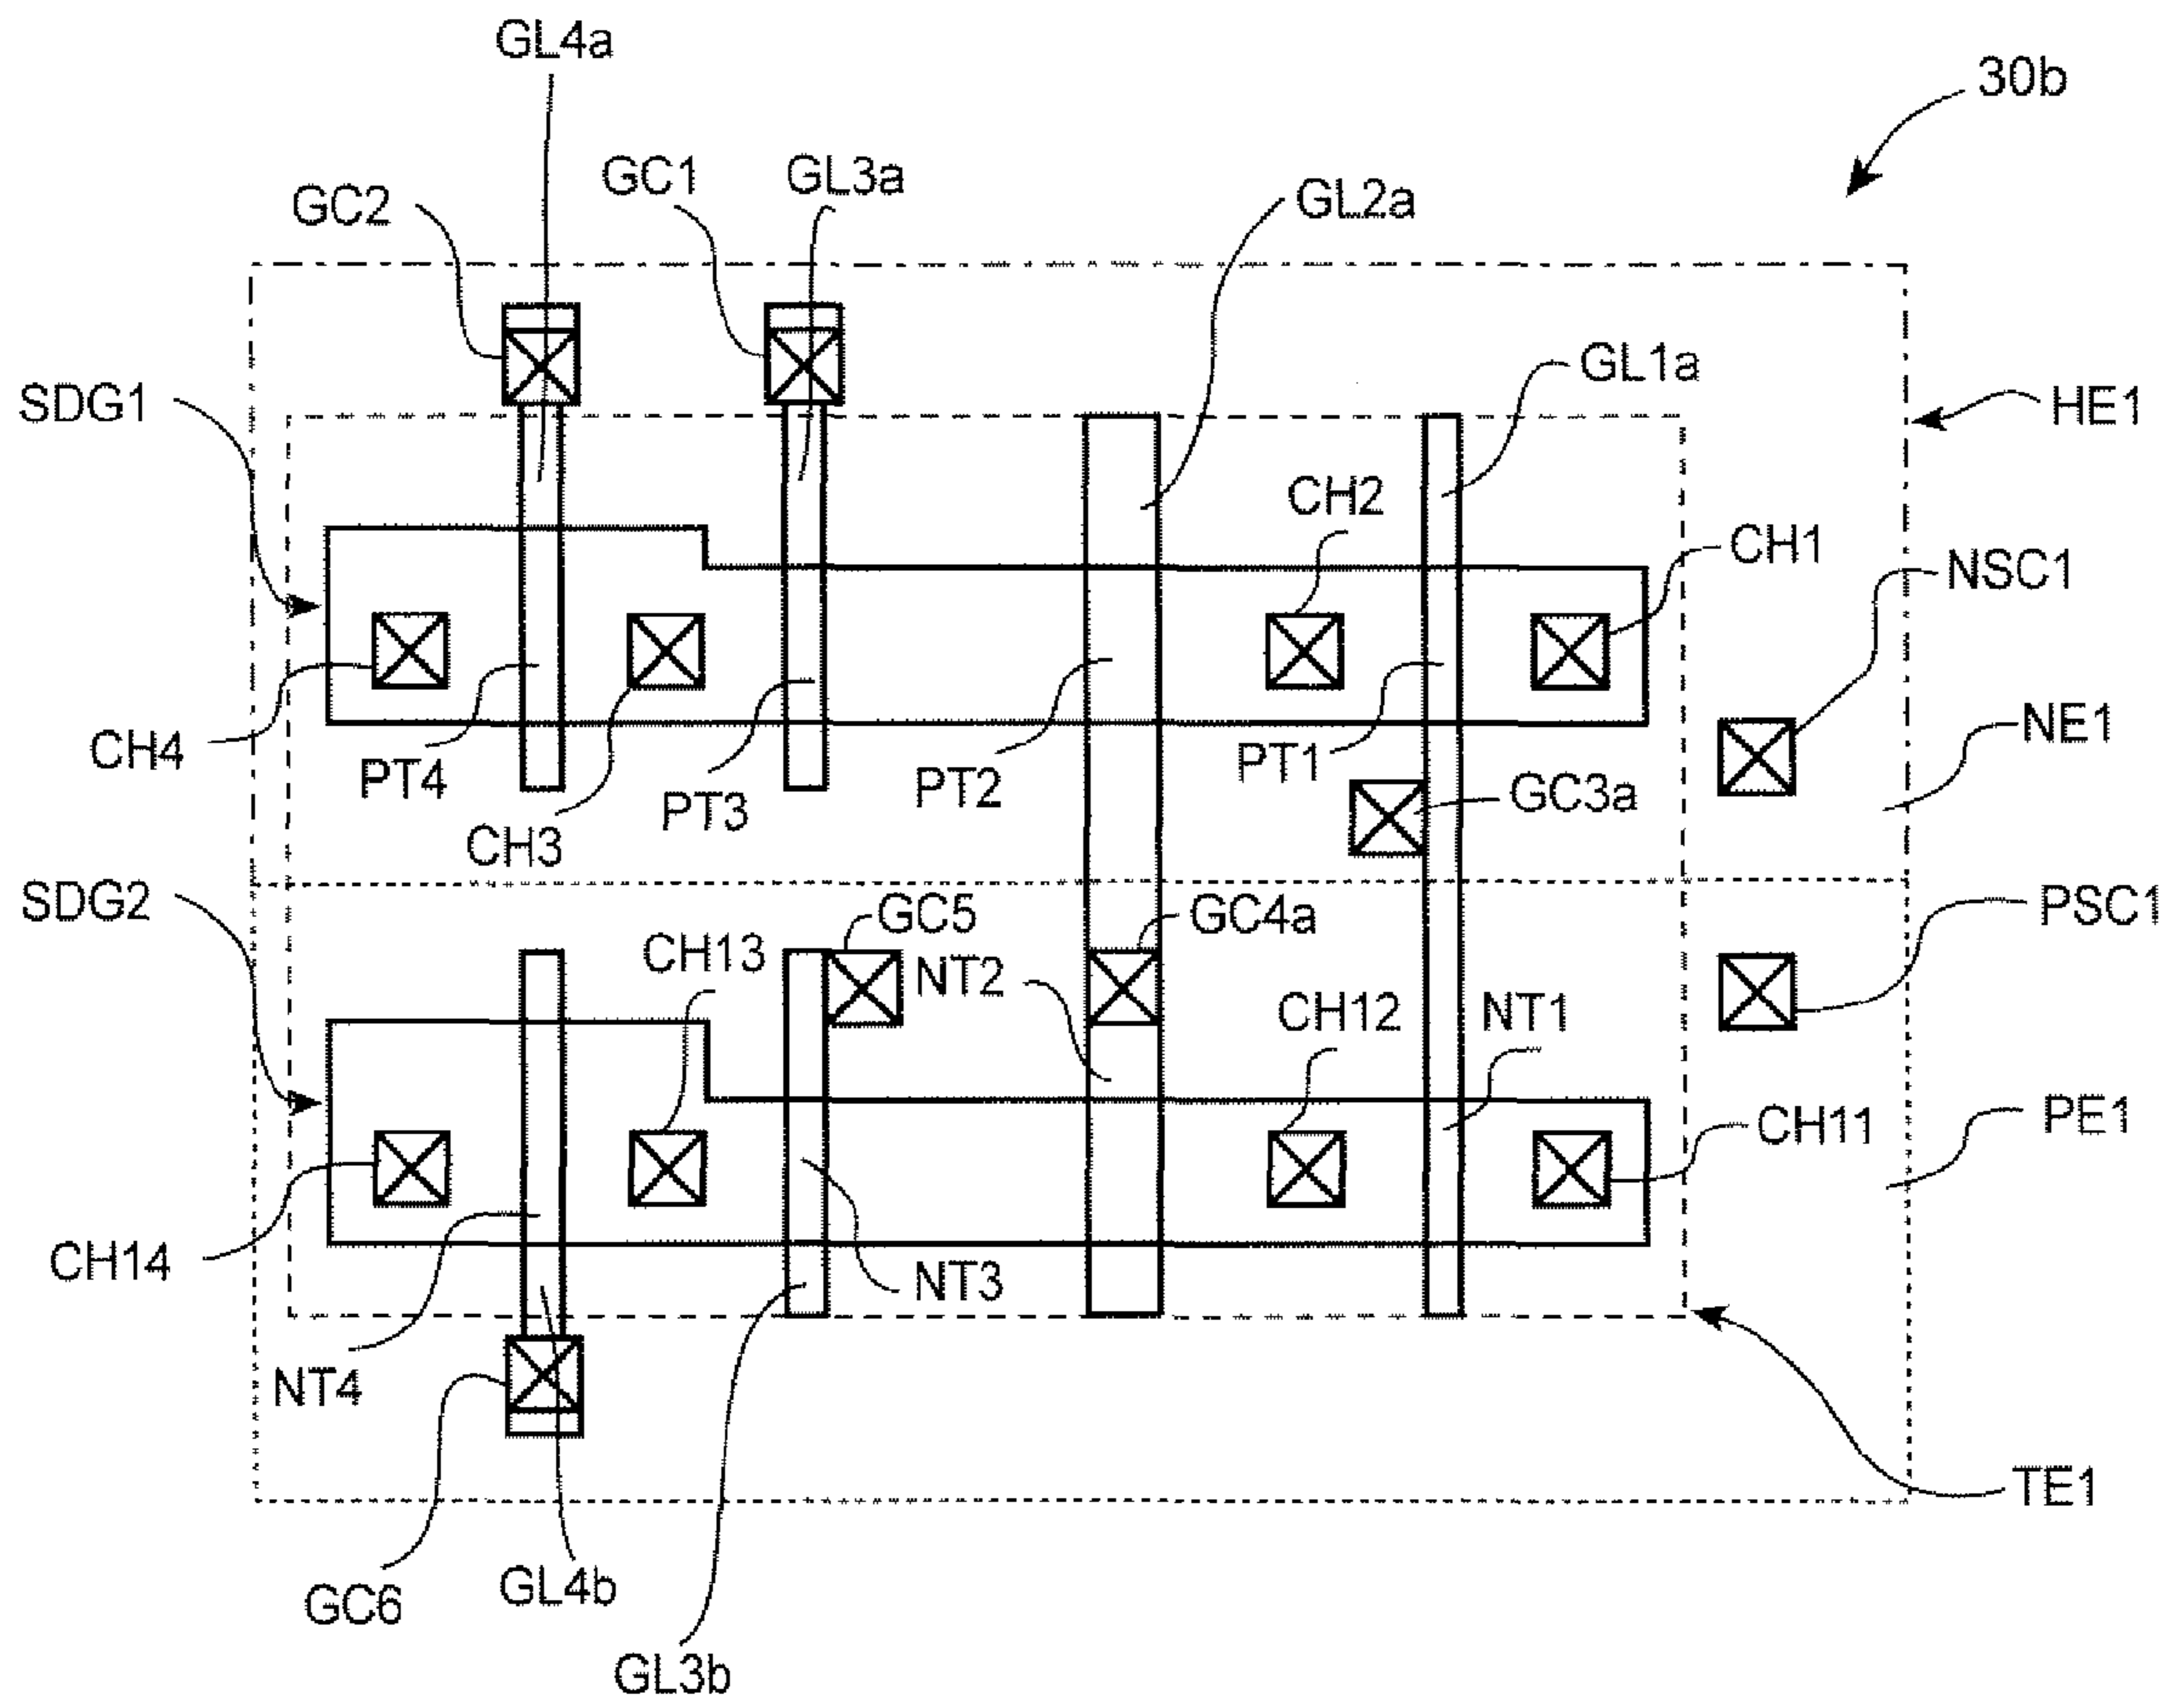 GL4a
30b
GC1
GL3a
GC2
GL2a
GL1a
SDG1
HE1
CH2
CH1
NSC1
CH4
PT4
NE1
PT3
PT2
PT1
GC3a
CH3
SDG2
GC5
GC4a
PSC1
CH13
NT2
CH12
NT1
PE1
CH11
CH14
NT3
NT4
TE1
GC6
GL4b
GL3b